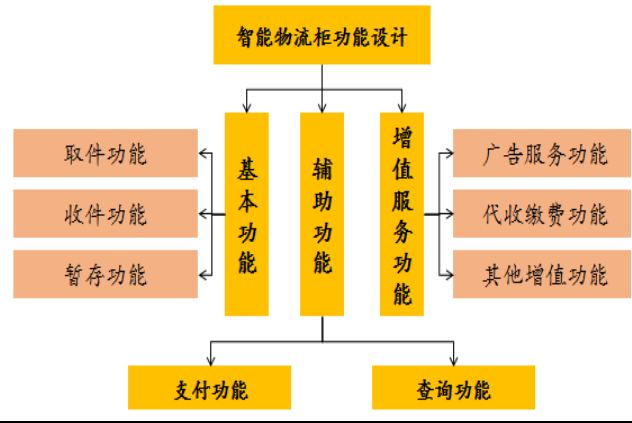 智能物流柜功能设计
基本功能
辅助功能
增值服务功能
取件功能
收件功能
暂存功能
广告服务功能
代收缴费功能
其他增值功能
支付功能
查询功能